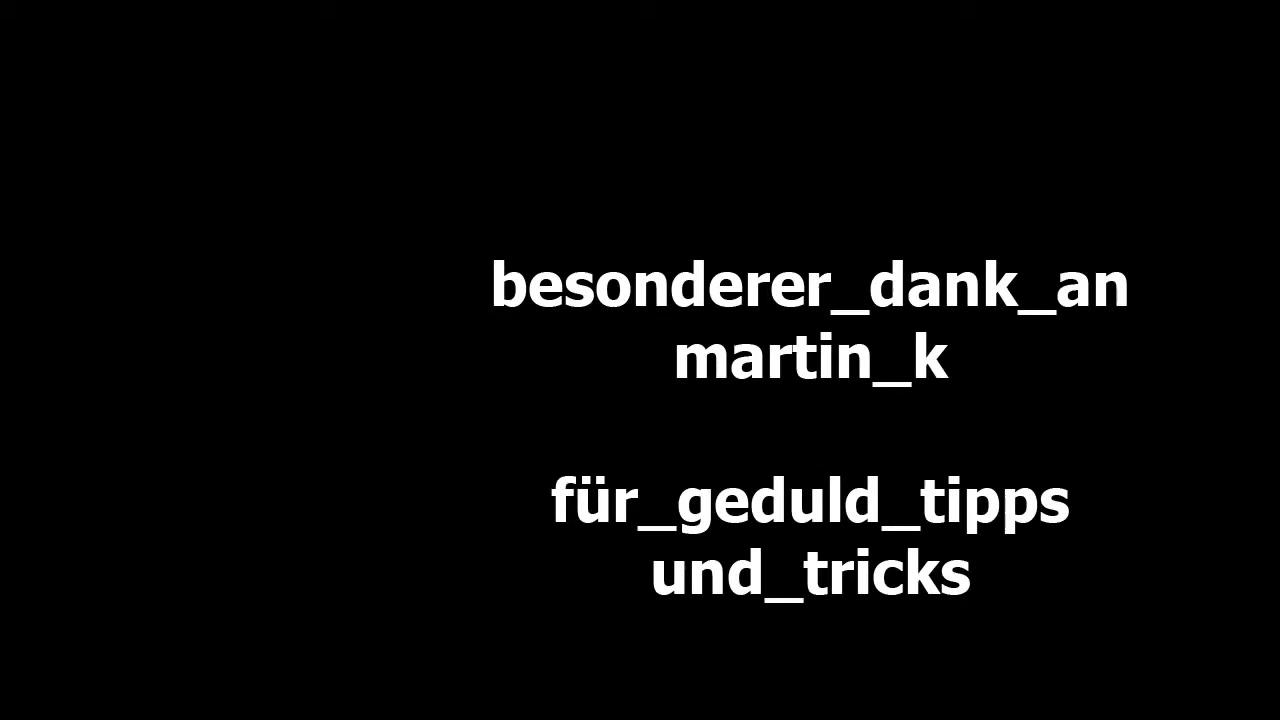 besonderer_dank_an
martin_k
für_geduld_tipps
und_tricks